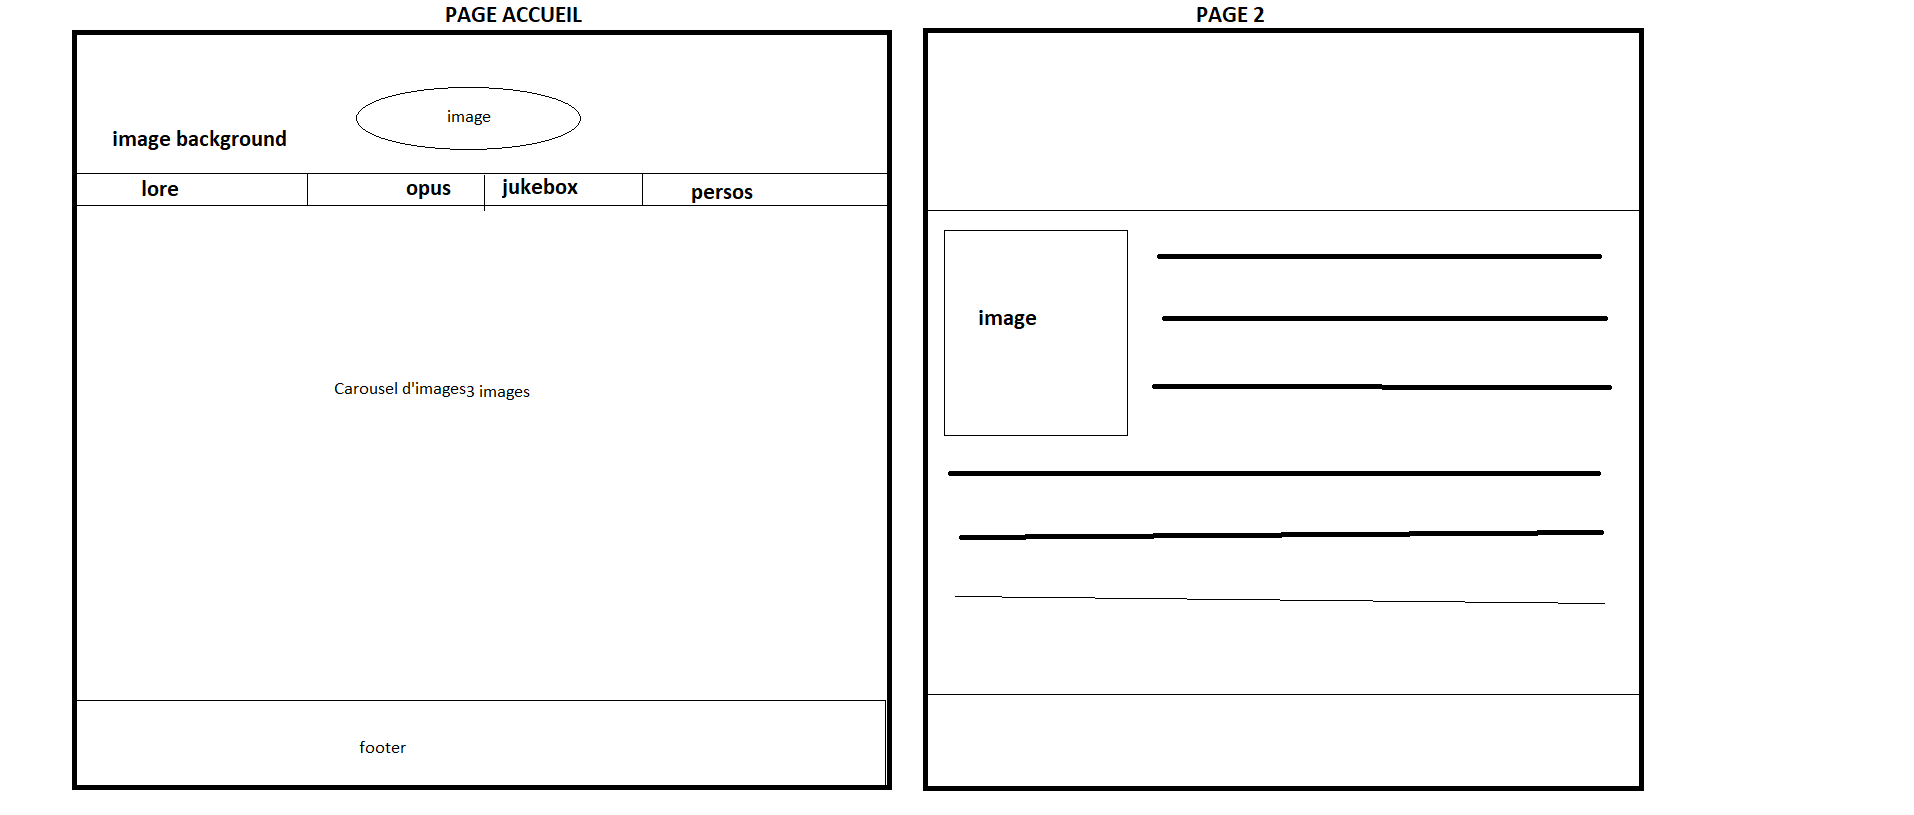 PAGE ACCUEIL
image
image background
lore
opus
jukebox
persos
Carousel d'images3 images
footer
PAGE 2
image